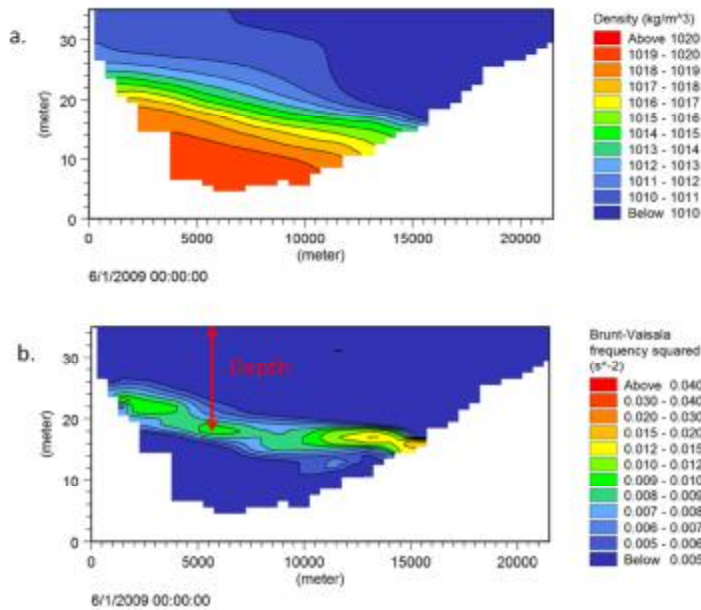 a.
Density (kg/m^3)
Above 1020
1019 - 1020
1018 - 1019
1017 - 1018
1016 - 1017
1015 - 1016
1014 - 1015
1013 - 1014
1012 - 1013
1011 - 1012
1010 - 1011
Below 1010
(meter)
30
20
10
0
0 5000 10000 15000 20000
(meter)
6/1/2009 00:00:00
b.
Brunt-Vaisala
frequency squared
(s^-2)
Above 0.040
0.030 - 0.040
0.020 - 0.030
0.015 - 0.020
0.012 - 0.015
0.010 - 0.012
0.009 - 0.010
0.008 - 0.009
0.007 - 0.008
0.006 - 0.007
0.005 - 0.006
Below 0.005
Depth
(meter)
30
20
10
0
0 5000 10000 15000 20000
(meter)
6/1/2009 00:00:00